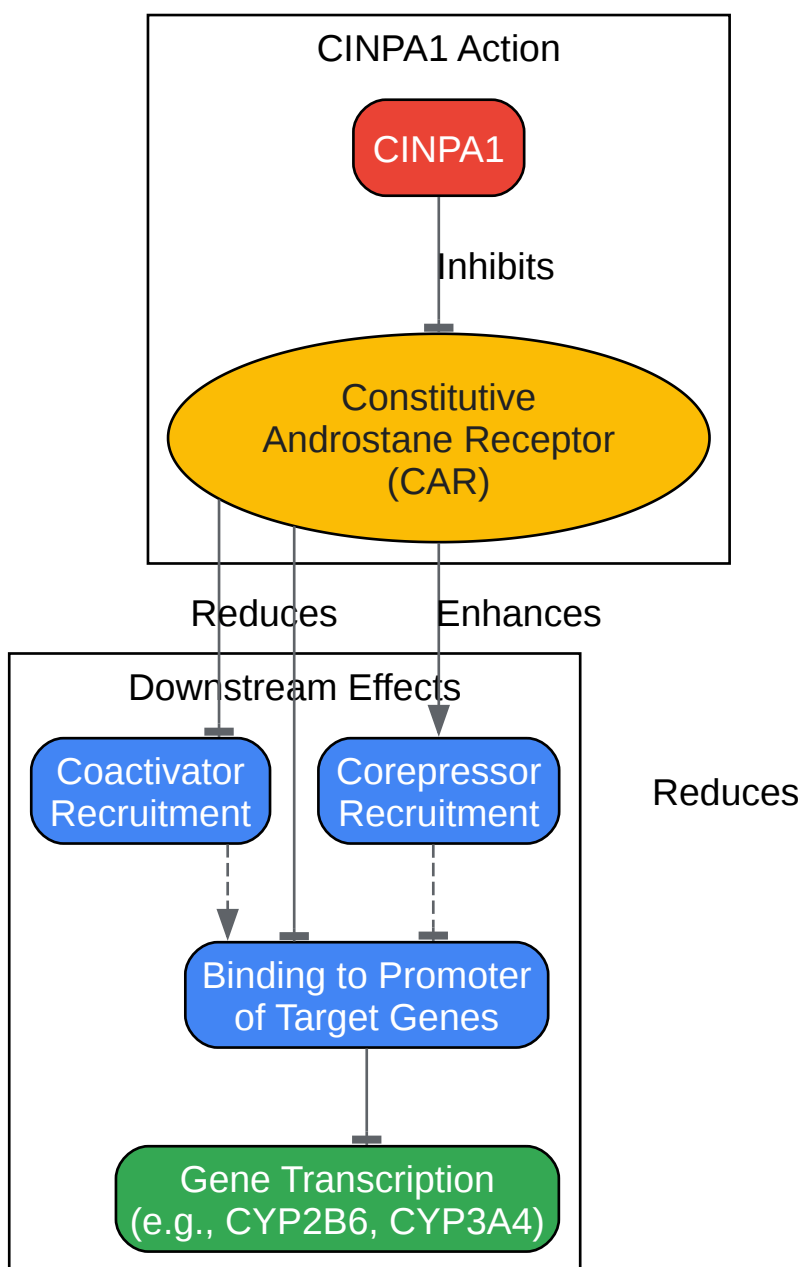 CINPA1 Action
CINPA1
Inhibits
Constitutive
Androstane Receptor
(CAR)
Reduces
Enhances
Downstream Effects
Coactivator
Recruitment
Corepressor
Recruitment
Reduces
Binding to Promoter
of Target Genes
Gene Transcription
(e.g., CYP2B6, CYP3A4)